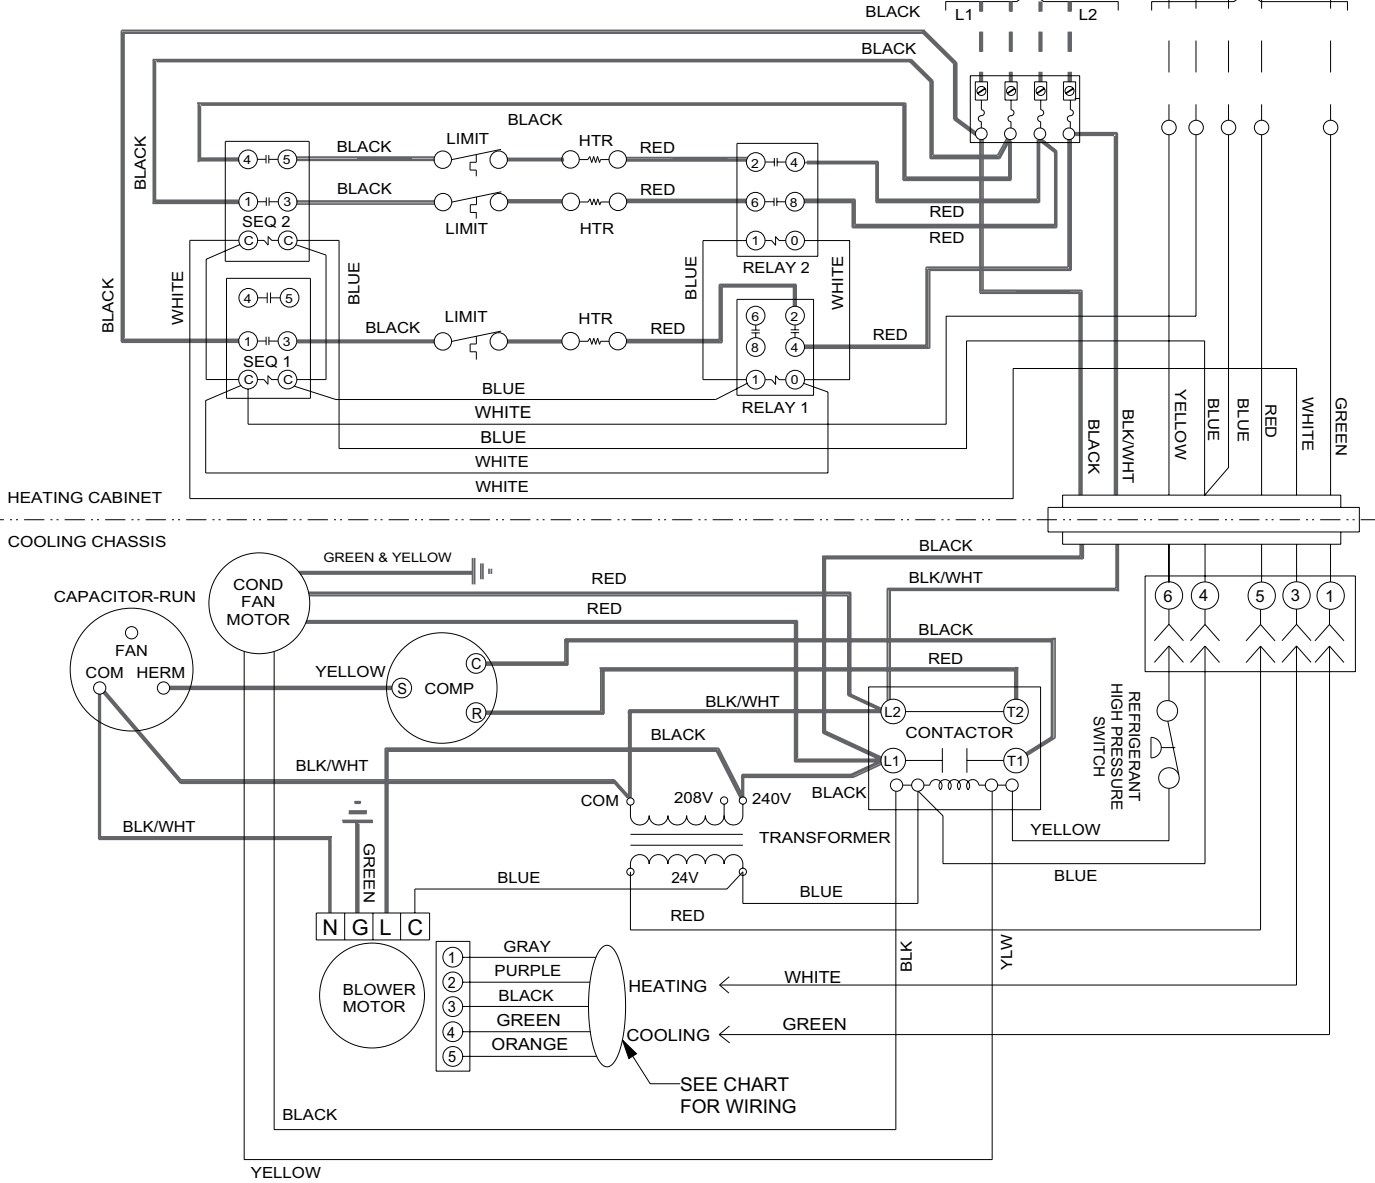 BLACK
L1
L2
BLACK
BLACK
BLACK
4
5
BLACK
LIMIT
HTR
RED
2
4
1
3
BLACK
LIMIT
HTR
RED
6
8
SEQ 2
C
C
1
0
RELAY 2
RED
RED
BLACK
WHITE
BLUE
BLUE
WHITE
4
5
1
3
BLACK
LIMIT
HTR
RED
6
2
8
4
RED
SEQ 1
C
C
1
0
RELAY 1
BLUE
WHITE
BLUE
WHITE
WHITE
BLACK
BLK/WHT
YELLOW
BLUE
BLUE
RED
WHITE
GREEN
HEATING CABINET
COOLING CHASSIS
GREEN & YELLOW
COND
FAN
MOTOR
RED
RED
BLACK
BLK/WHT
6
4
5
3
1
CAPACITOR-RUN
FAN
COM
HERM
YELLOW
S
COMP
C
R
BLACK
RED
BLK/WHT
BLACK
L2
T2
CONTACTOR
L1
T1
REFRIGERANT
HIGH PRESSURE
SWITCH
BLK/WHT
BLK/WHT
COM
208V
240V
BLACK
TRANSFORMER
24V
YELLOW
BLUE
GREEN
BLUE
BLUE
RED
N
G
L
C
BLOWER
MOTOR
1
GRAY
2
PURPLE
3
BLACK
4
GREEN
5
ORANGE
HEATING
WHITE
COOLING
GREEN
BLK
YLW
SEE CHART
FOR WIRING
BLACK
YELLOW